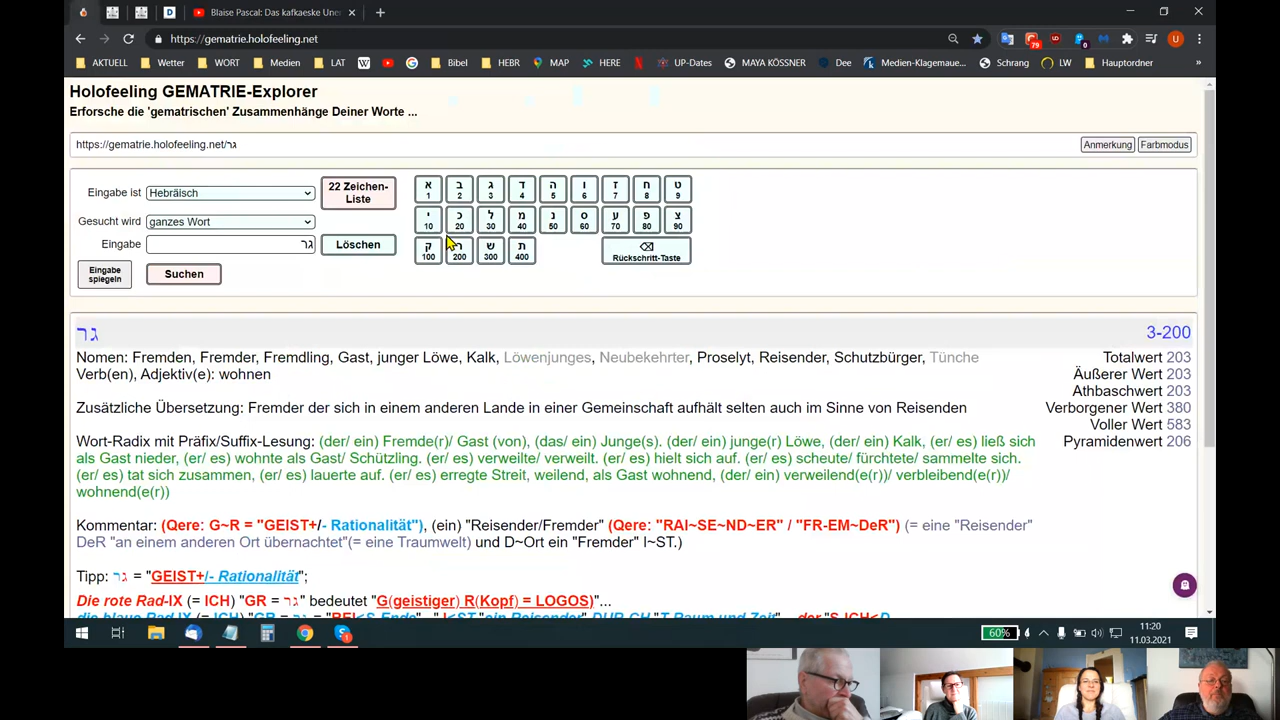 Blaise Pascal: Das kafkaeske Une
https://gematrie.holofeeling.net
79
0
U
AKTUELL Wetter WORT Medien LAT Bibel HEBR MAP HERE UP-Dates MAYA KÖSSNER Dee Medien-Klagemaue... Schrang LW Hauptordner »
Holofeeling GEMATRIE-Explorer
Erforsche die 'gematrischen' Zusammenhänge Deiner Worte ...
https://gematrie.holofeeling.net/גר
Anmerkung Farbmodus
Eingabe ist Hebräisch
22 Zeichen-Liste
Gesucht wird ganzes Wort
Eingabe גר Löschen
Eingabe spiegeln Suchen
א ב ג ד ה ו ז ח ט
1 2 3 4 5 6 7 8 9
י כ ל מ נ ס ע פ צ
10 20 30 40 50 60 70 80 90
ק ר ש ת
100 200 300 400
Rückschritt-Taste
גר 3-200
Nomen: Fremden, Fremder, Fremdling, Gast, junger Löwe, Kalk, Löwenjunges, Neubekehrter, Proselyt, Reisender, Schutzbürger, Tünche
Verb(en), Adjektiv(e): wohnen
Totalwert 203
Äußerer Wert 203
Athbaschwert 203
Verborgener Wert 380
Voller Wert 583
Pyramidenwert 206
Zusätzliche Übersetzung: Fremder der sich in einem anderen Lande in einer Gemeinschaft aufhält selten auch im Sinne von Reisenden
Wort-Radix mit Präfix/Suffix-Lesung: (der/ ein) Fremde(r)/ Gast (von), (das/ ein) Junge(s). (der/ ein) junge(r) Löwe, (der/ ein) Kalk, (er/ es) ließ sich
als Gast nieder, (er/ es) wohnte als Gast/ Schützling. (er/ es) verweilte/ verweilt. (er/ es) hielt sich auf. (er/ es) scheute/ fürchtete/ sammelte sich.
(er/ es) tat sich zusammen, (er/ es) lauerte auf. (er/ es) erregte Streit, weilend, als Gast wohnend, (der/ ein) verweilend(e(r))/ verbleibend(e(r))/
wohnend(e(r))
Kommentar: (Qere: G~R = "GEIST+/- Rationalität"), (ein) "Reisender/Fremder" (Qere: "RAI~SE~ND~ER" / "FR-EM~DeR") (= eine "Reisender"
DeR "an einem anderen Ort übernachtet"(= eine Traumwelt) und D~Ort ein "Fremder" I~ST.)
Tipp: גר = "GEIST+/- Rationalität";
Die rote Rad-IX (= ICH) "GR = גר" bedeutet "G(geistiger) R(Kopf) = LOGOS)"...
60%
11:20
11.03.2021